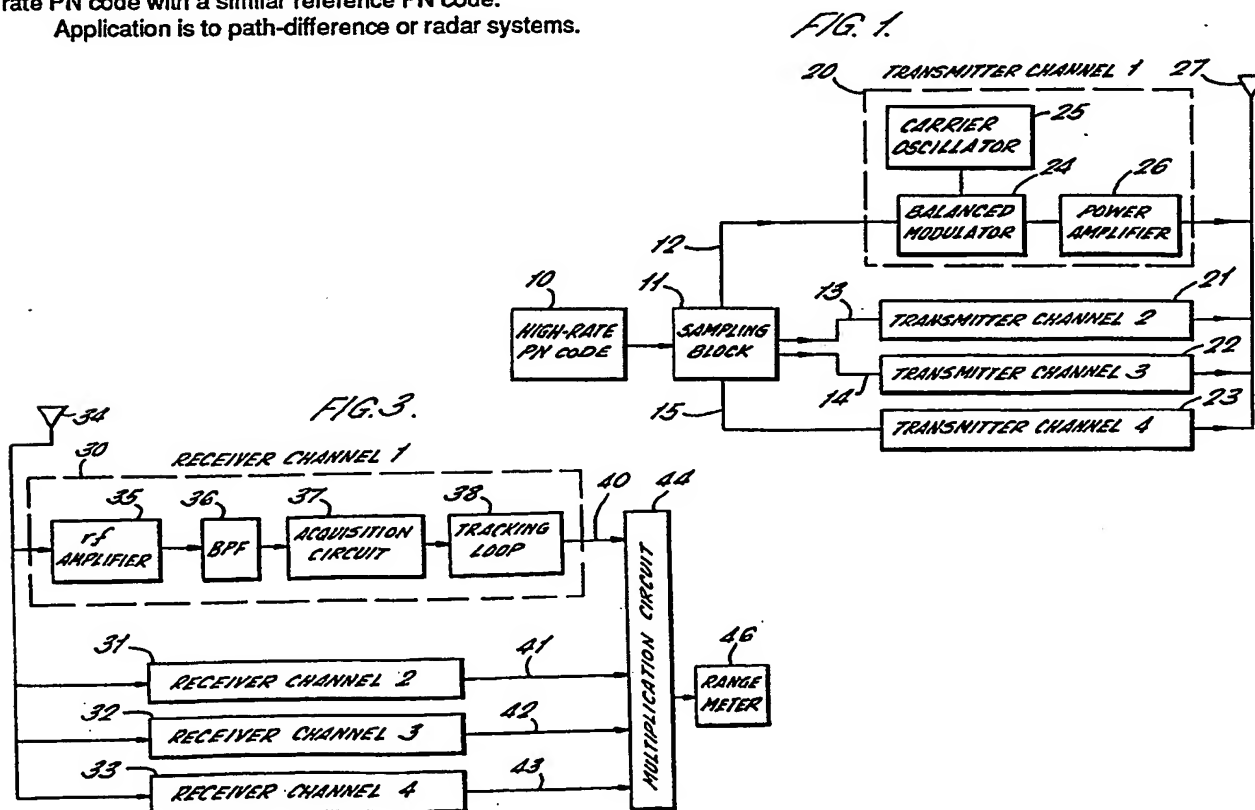 rate PN code with a similar reference PN code.
Application is to path-difference or radar systems.
FIG. 1.
20
TRANSMITTER CHANNEL 1
27
CARRIER
OSCILLATOR
25
24
26
BALANCED
MODULATOR
POWER
AMPLIFIER
12
10
11
13
21
HIGH-RATE
PN CODE
SAMPLING
BLOCK
TRANSMITTER CHANNEL 2
22
TRANSMITTER CHANNEL 3
14
15
23
TRANSMITTER CHANNEL 4
FIG. 3.
34
30
RECEIVER CHANNEL 1
35
36
37
38
40
44
rf
AMPLIFIER
BPF
ACQUISITION
CIRCUIT
TRACKING
LOOP
MULTIPLICATION CIRCUIT
31
41
46
RECEIVER CHANNEL 2
RANGE
METER
32
42
RECEIVER CHANNEL 3
33
43
RECEIVER CHANNEL 4